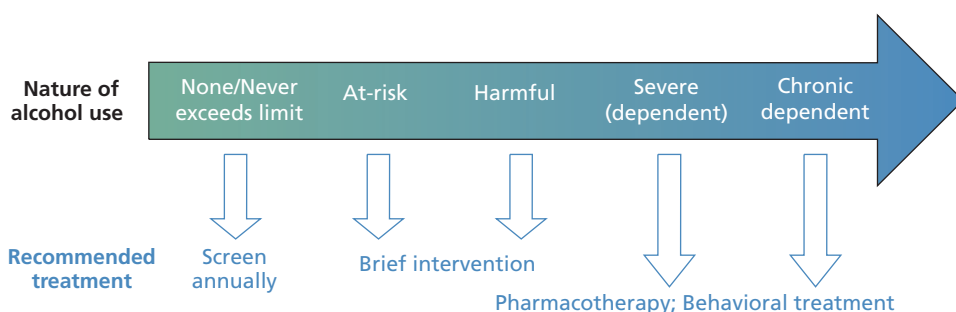 Nature of
alcohol use
None/Never
exceeds limit
At-risk
Harmful
Severe
(dependent)
Chronic
dependent
Recommended
treatment
Screen
annually
Brief intervention
Pharmacotherapy; Behavioral treatment